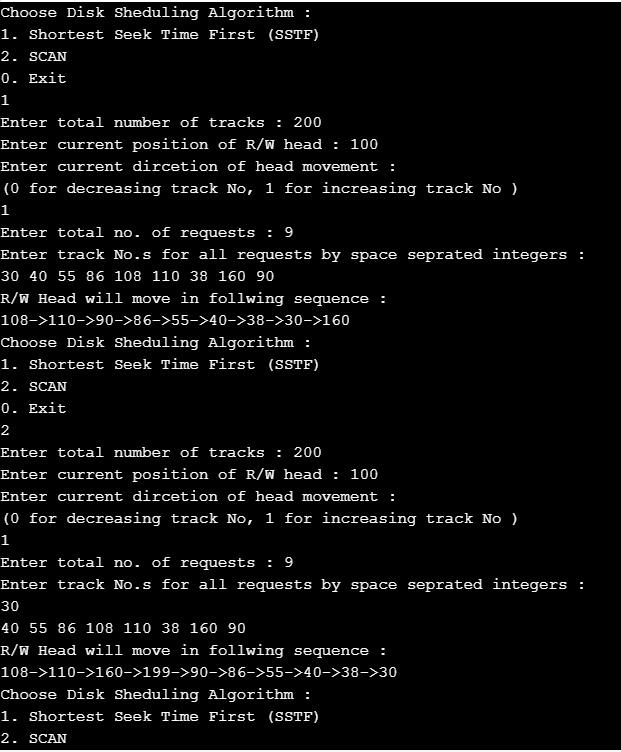 Choose Disk Sheduling Algorithm :
1. Shortest Seek Time First (SSTF)
2. SCAN
0. Exit
1
Enter total number of tracks : 200
Enter current position of R/W head : 100
Enter current dircetion of head movement :
(0 for decreasing track No, 1 for increasing track No )
1
Enter total no. of requests : 9
Enter track No.s for all requests by space seprated integers :
30 40 55 86 108 110 38 160 90
R/W Head will move in follwing sequence :
108->110->90->86->55->40->38->30->160
Choose Disk Sheduling Algorithm :
1. Shortest Seek Time First (SSTF)
2. SCAN
0. Exit
2
Enter total number of tracks : 200
Enter current position of R/W head : 100
Enter current dircetion of head movement :
(0 for decreasing track No, 1 for increasing track No )
1
Enter total no. of requests : 9
Enter track No.s for all requests by space seprated integers :
30
40 55 86 108 110 38 160 90
R/W Head will move in follwing sequence :
108->110->160->199->90->86->55->40->38->30
Choose Disk Sheduling Algorithm :
1. Shortest Seek Time First (SSTF)
2. SCAN